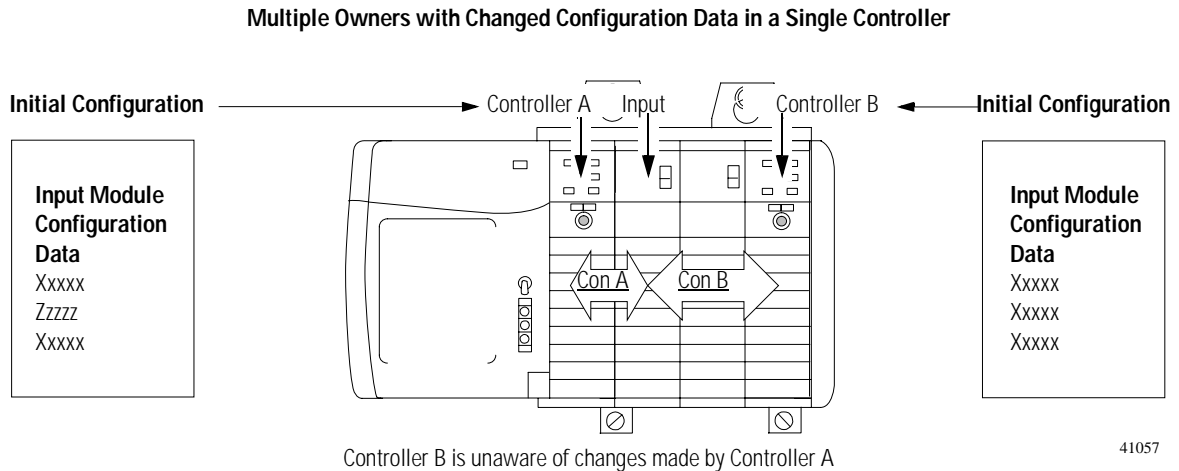 Multiple Owners with Changed Configuration Data in a Single Controller
Initial Configuration
Controller A
Input
Controller B
Initial Configuration
Input Module
Configuration
Data
Xxxxx
Zzzzz
Xxxxx
Con A
Con B
Input Module
Configuration
Data
Xxxxx
Xxxxx
Xxxxx
Controller B is unaware of changes made by Controller A
41057